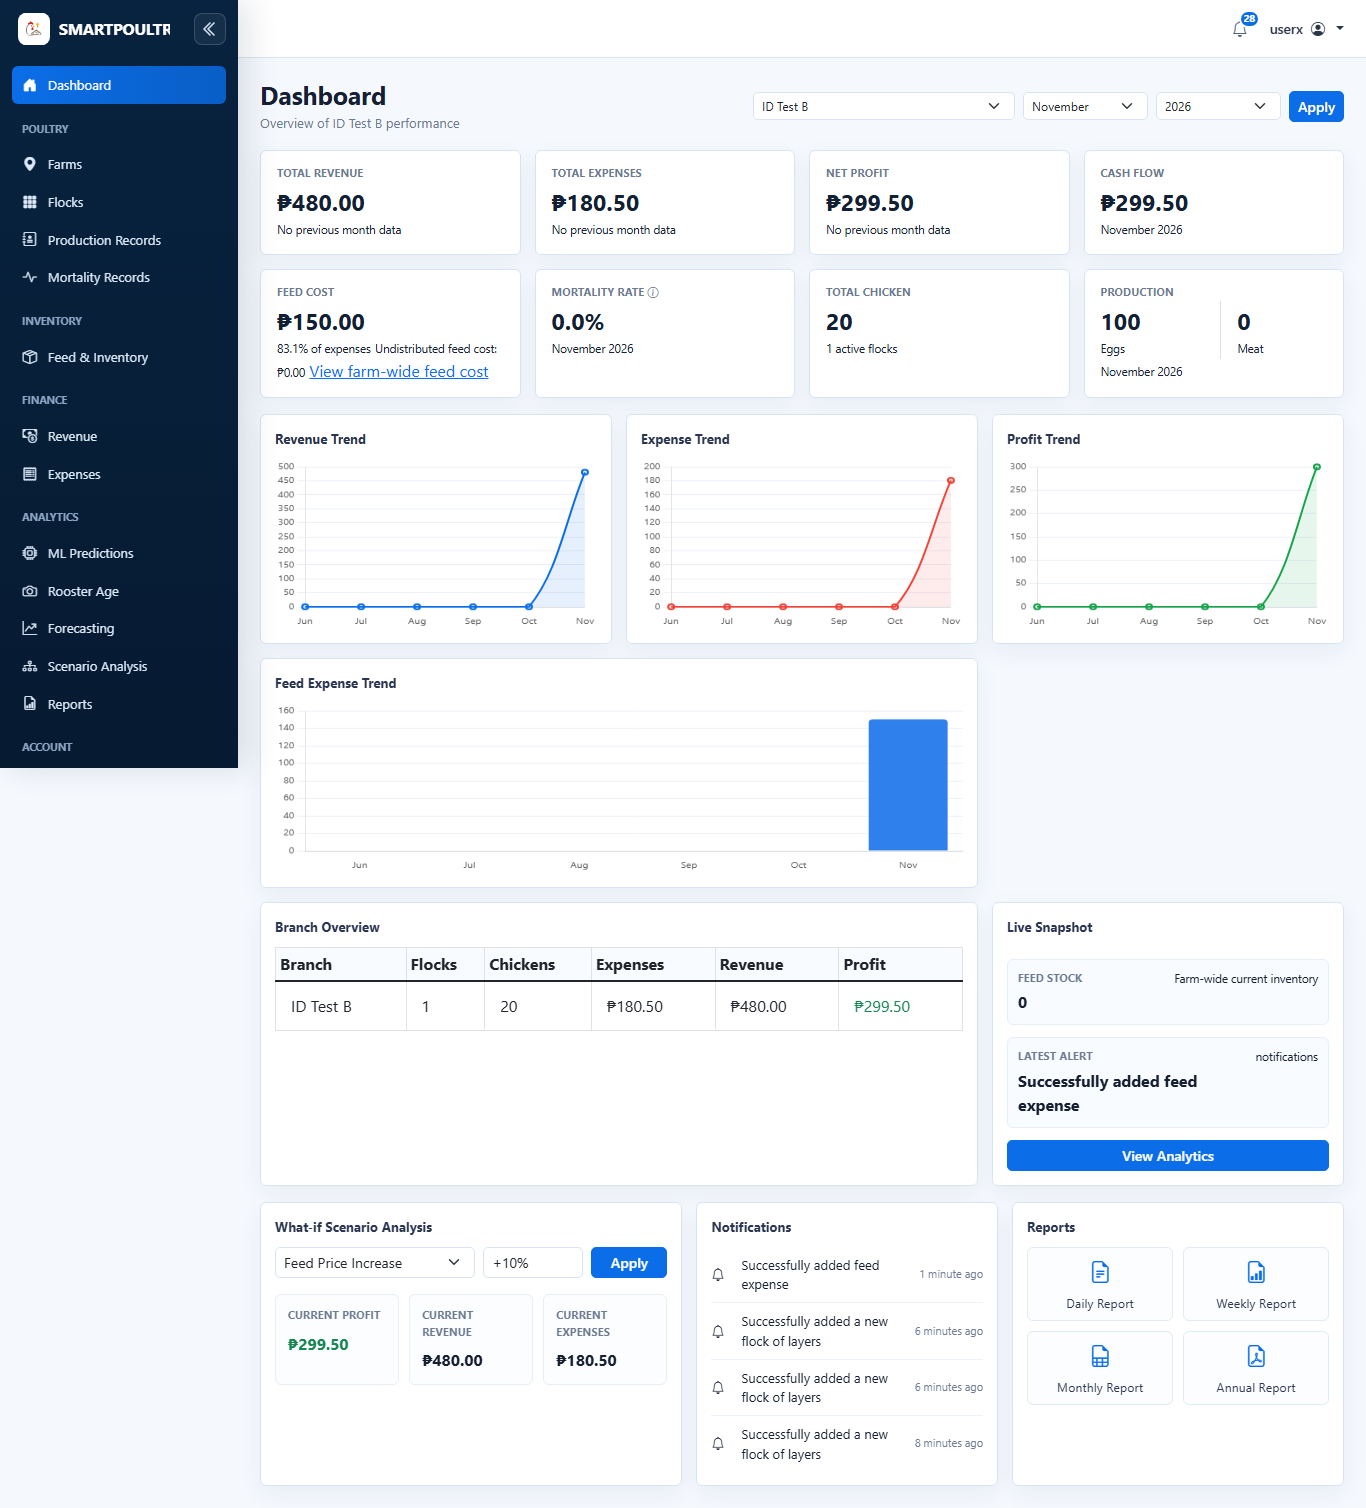 SMARTPOULTR
28
userx
Dashboard
POULTRY
Farms
Flocks
Production Records
Mortality Records
INVENTORY
Feed & Inventory
FINANCE
Revenue
Expenses
ANALYTICS
ML Predictions
Rooster Age
Forecasting
Scenario Analysis
Reports
ACCOUNT
Dashboard
Overview of ID Test B performance
ID Test B
November
2026
Apply
TOTAL REVENUE
₱480.00
No previous month data
TOTAL EXPENSES
₱180.50
No previous month data
NET PROFIT
₱299.50
No previous month data
CASH FLOW
₱299.50
November 2026
FEED COST
₱150.00
83.1% of expenses Undistributed feed cost:
₱0.00 View farm-wide feed cost
MORTALITY RATE
0.0%
November 2026
TOTAL CHICKEN
20
1 active flocks
PRODUCTION
100
Eggs
0
Meat
November 2026
Revenue Trend
500
450
400
350
300
250
200
150
100
50
0
Jun Jul Aug Sep Oct Nov
Expense Trend
200
180
160
140
120
100
80
60
40
20
0
Jun Jul Aug Sep Oct Nov
Profit Trend
300
250
200
150
100
50
0
Jun Jul Aug Sep Oct Nov
Feed Expense Trend
160
140
120
100
80
60
40
20
0
Jun Jul Aug Sep Oct Nov
Branch Overview
Branch Flocks Chickens Expenses Revenue Profit
ID Test B 1 20 ₱180.50 ₱480.00 ₱299.50
Live Snapshot
FEED STOCK Farm-wide current inventory
0
LATEST ALERT notifications
Successfully added feed
expense
View Analytics
What-if Scenario Analysis
Feed Price Increase
+10%
Apply
CURRENT PROFIT
₱299.50
CURRENT
REVENUE
₱480.00
CURRENT
EXPENSES
₱180.50
Notifications
Successfully added feed
expense
1 minute ago
Successfully added a new
flock of layers
6 minutes ago
Successfully added a new
flock of layers
6 minutes ago
Successfully added a new
flock of layers
8 minutes ago
Reports
Daily Report
Weekly Report
Monthly Report
Annual Report